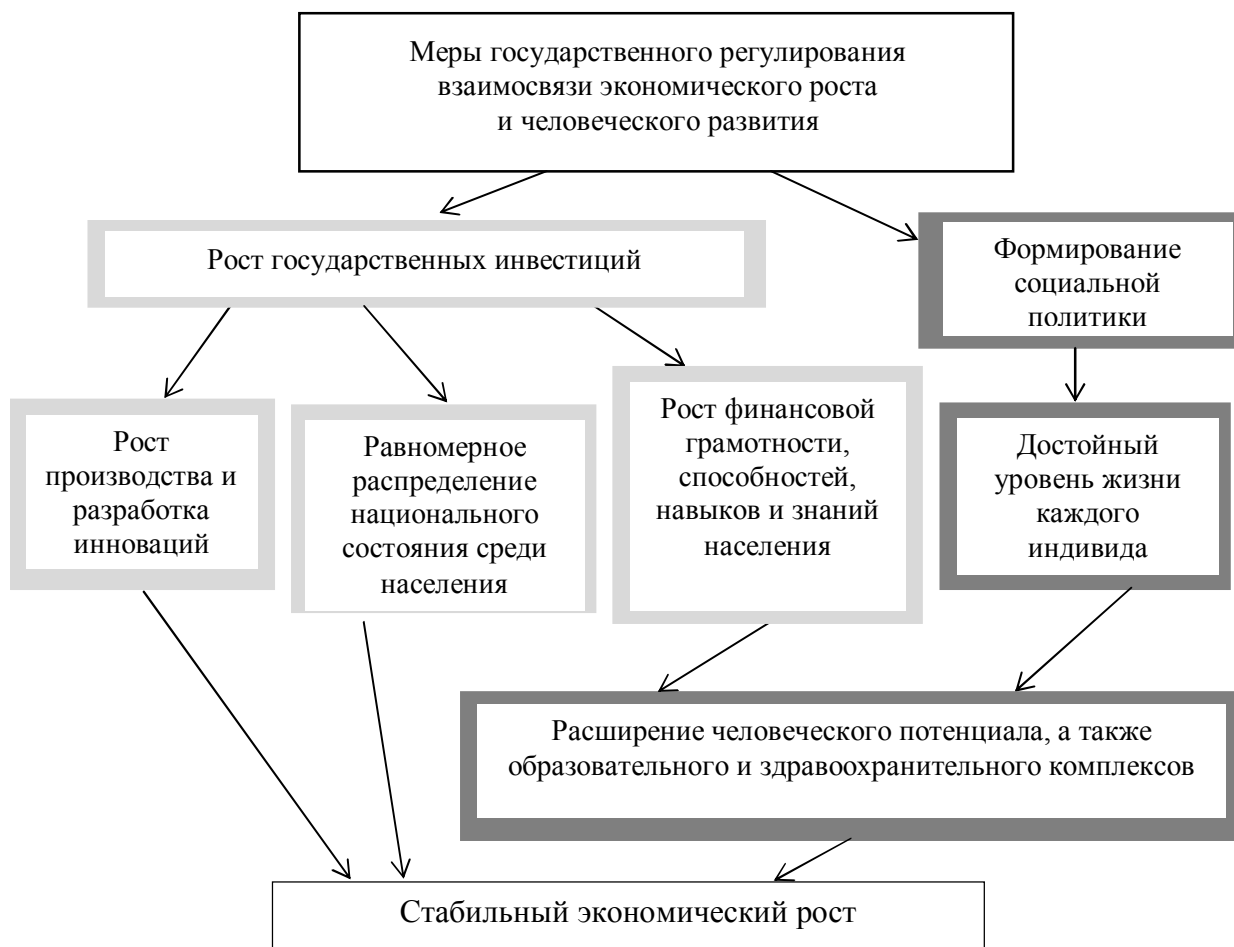 Меры государственного регулирования
взаимосвязи экономического роста
и человеческого развития
Рост государственных инвестиций
Формирование
социальной
политики
Рост
производства и
разработка
инноваций
Равномерное
распределение
национального
состояния среди
населения
Рост финансовой
грамотности,
способностей,
навыков и знаний
населения
Достойный
уровень жизни
каждого
индивида
Расширение человеческого потенциала, а также
образовательного и здравоохранительного комплексов
Стабильный экономический рост